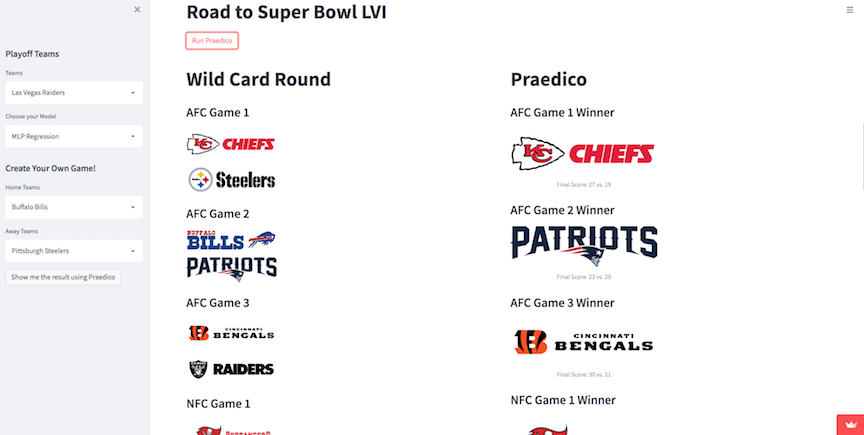 Playoff Teams
Teams
Las Vegas Raiders
Choose your Model
MLP Regression
Create Your Own Game!
Home Teams
Buffalo Bills
Away Teams
Pittsburgh Steelers
Show me the result using Praedico
Road to Super Bowl LVI
Run Praedico
Wild Card Round
AFC Game 1
KC CHIEFS
Steelers
AFC Game 2
BUFFALO
BILLS
PATRIOTS
AFC Game 3
CINCINNATI
BENGALS
RAIDERS
NFC Game 1
BUCCANEERS
Praedico
AFC Game 1 Winner
KC CHIEFS
Final Score: 27 vs. 19
AFC Game 2 Winner
PATRIOTS
Final Score: 23 vs. 29
AFC Game 3 Winner
CINCINNATI
BENGALS
Final Score: 30 vs. 21
NFC Game 1 Winner